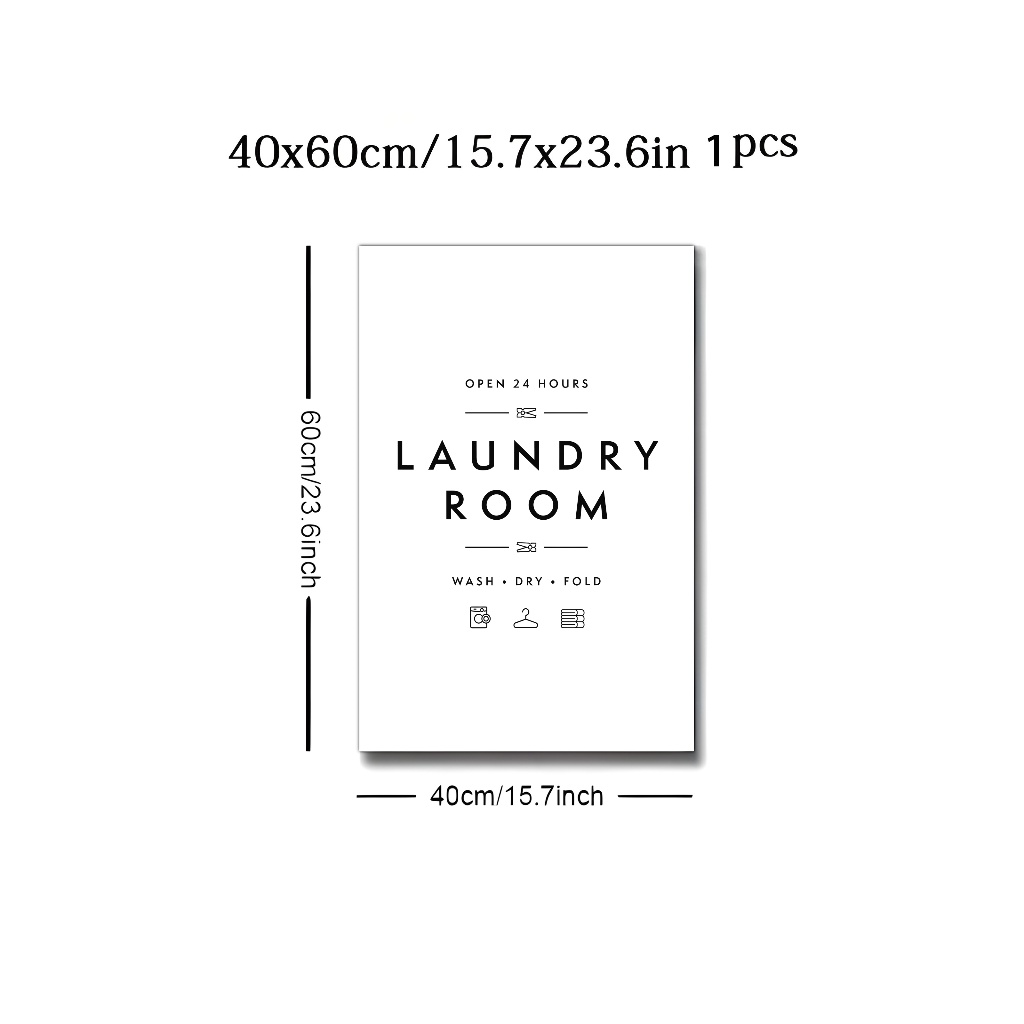 40x60cm/15.7x23.6in 1pcs
60cm/23.6inch
OPEN 24 HOURS
LAUNDRY
ROOM
WASH • DRY • FOLD
40cm/15.7inch